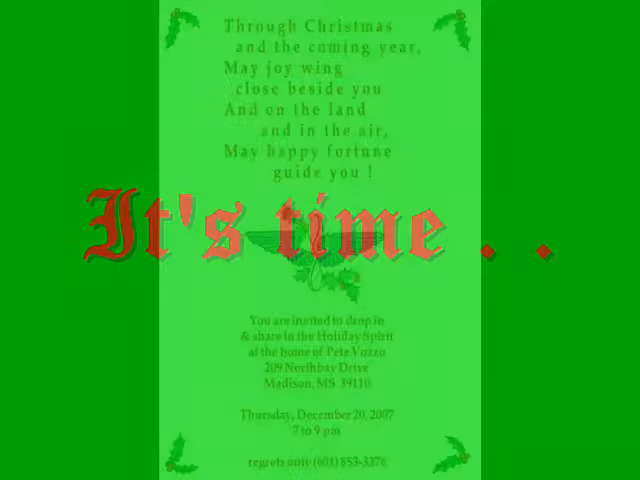 Through Christmas
and the coming year,
May joy wing
close beside you
And on the land
and in the air,
May happy fortune
guide you !
It's time . .
You are invited to drop in
& share in the Holiday Spirit
at the home of Pete Vozzo
209 Northbay Drive
Madison, MS 39110
Thursday, December 20, 2007
7 to 9 pm
regrets only (601) 853-3376